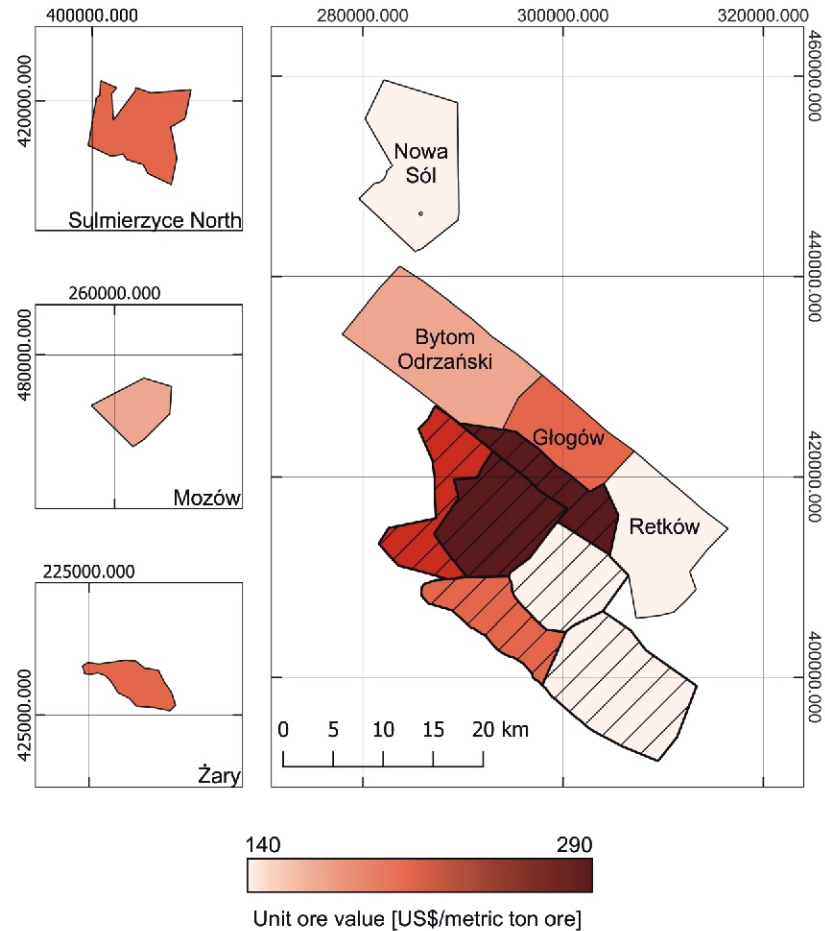 400000.000
420000.000
Sulmierzyce North
260000.000
480000.000
Mozów
225000.000
425000.000
Żary
280000.000
300000.000
320000.000
460000.000
440000.000
420000.000
400000.000
Nowa
Sól
Bytom
Odrzański
Głogów
Retków
0 5 10 15 20 km
140 290
Unit ore value [US$/metric ton ore]